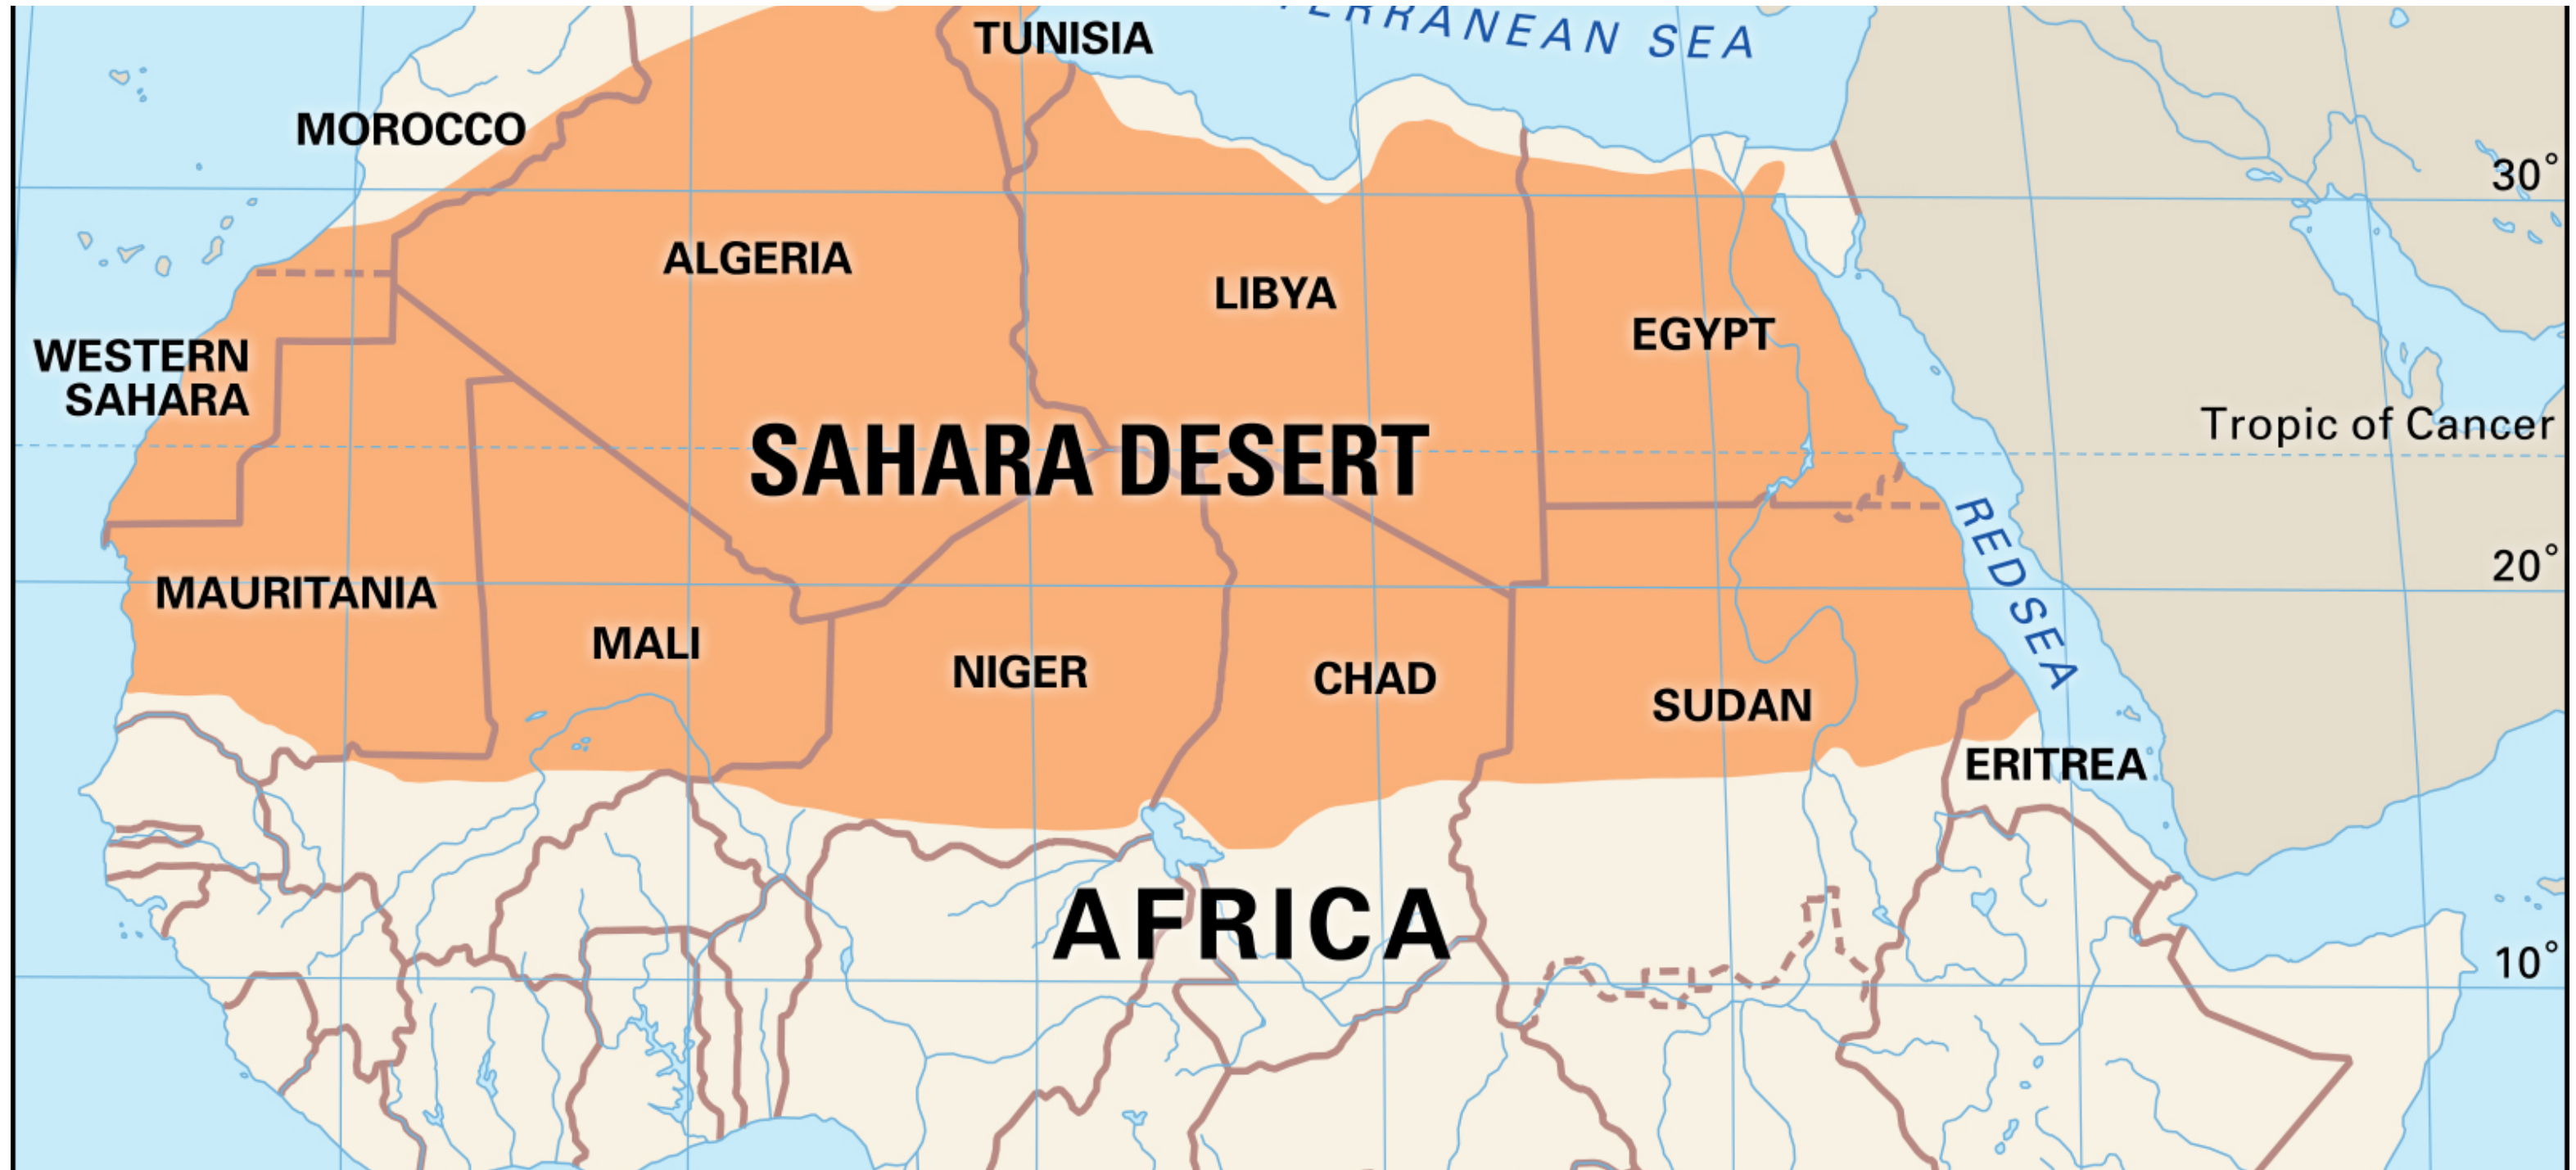 TERRANEAN SEA
TUNISIA
MOROCCO
30°
ALGERIA
LIBYA
EGYPT
WESTERN
SAHARA
Tropic of Cancer
SAHARA DESERT
RED SEA
20°
MAURITANIA
MALI
NIGER
CHAD
SUDAN
ERITREA
AFRICA
10°